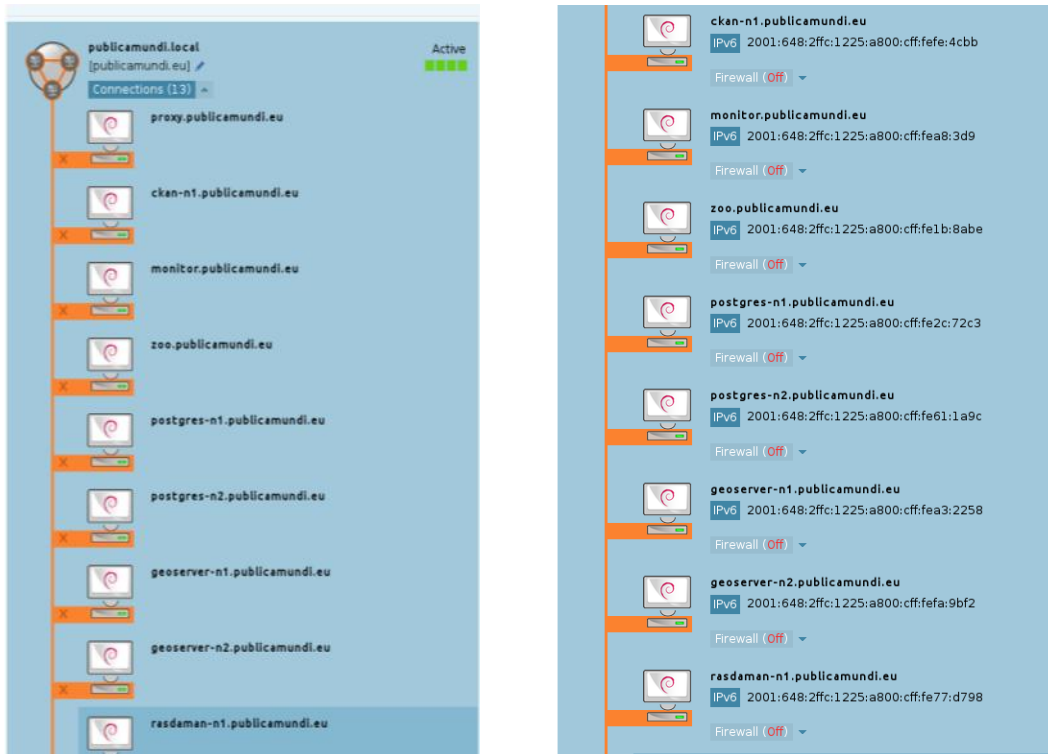 publicamundi.local
Active
[publicamundi.eu]
Connections (13)
proxy.publicamundi.eu
X
ckan-n1.publicamundi.eu
X
monitor.publicamundi.eu
X
zoo.publicamundi.eu
X
postgres-n1.publicamundi.eu
X
postgres-n2.publicamundi.eu
X
geoserver-n1.publicamundi.eu
X
geoserver-n2.publicamundi.eu
X
rasdaman-n1.publicamundi.eu
ckan-n1.publicamundi.eu
IPv6 2001:648:2ffc:1225:a800:cff:fefe:4cbb
Firewall (Off)
monitor.publicamundi.eu
IPv6 2001:648:2ffc:1225:a800:cff:fea8:3d9
Firewall (Off)
zoo.publicamundi.eu
IPv6 2001:648:2ffc:1225:a800:cff:fe1b:8abe
Firewall (Off)
postgres-n1.publicamundi.eu
IPv6 2001:648:2ffc:1225:a800:cff:fe2c:72c3
Firewall (Off)
postgres-n2.publicamundi.eu
IPv6 2001:648:2ffc:1225:a800:cff:fe61:1a9c
Firewall (Off)
geoserver-n1.publicamundi.eu
IPv6 2001:648:2ffc:1225:a800:cff:fea3:2258
Firewall (Off)
geoserver-n2.publicamundi.eu
IPv6 2001:648:2ffc:1225:a800:cff:fefa:9bf2
Firewall (Off)
rasdaman-n1.publicamundi.eu
IPv6 2001:648:2ffc:1225:a800:cff:fe77:d798
Firewall (Off)